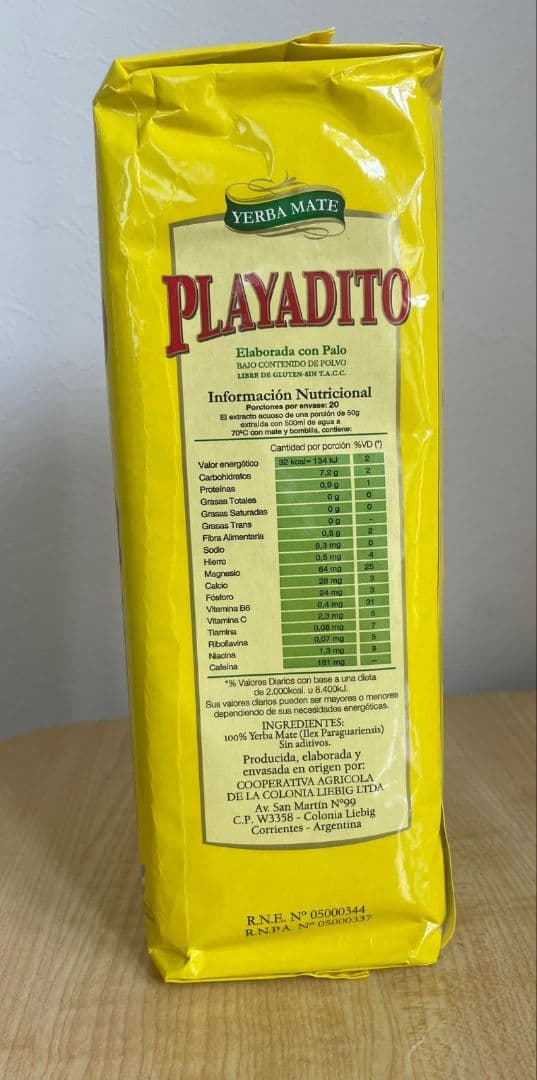 YERBA MATE
PLAYADITO
Elaborada con Palo
BAJO CONTENIDO DE POLVO
LIBRE DE GLUTEN-SIN T.A.C.C.
Información Nutricional
Porciones por envase: 20
El extracto acuoso de una porción de 50g
extraída con 500ml de agua a
70ºC con mate y bombilla, contiene:
Cantidad por porción %VD (*)
Valor energético 32 kcal= 134 kJ 2
Carbohidratos 7,2 g 2
Proteínas 0,9 g 1
Grasas Totales 0 g 0
Grasas Saturadas 0 g 0
Grasas Trans 0 g -
Fibra Alimentaria 0,5 g 2
Sodio 6,3 mg 0
Hierro 0,5 mg 4
Magnesio 64 mg 25
Calcio 28 mg 3
Fósforo 24 mg 3
Vitamina B6 0,4 mg 31
Vitamina C 2,3 mg 5
Tiamina 0,08 mg 7
Riboflavina 0,07 mg 5
Niacina 1,3 mg 8
Cafeína 181 mg --
*% Valores Diarios con base a una dieta
de 2.000kcal. u 8.400kJ.
Sus valores diarios pueden ser mayores o menores
dependiendo de sus necesidades energéticas.
INGREDIENTES:
100% Yerba Mate (Ilex Paraguariensis)
Sin aditivos.
Producida, elaborada y
envasada en origen por:
COOPERATIVA AGRICOLA
DE LA COLONIA LIEBIG LTDA
Av. San Martín Nº99
C.P. W3358 - Colonia Liebig
Corrientes - Argentina
R.N.E. Nº 05000344
R.N.P.A. Nº 05000337